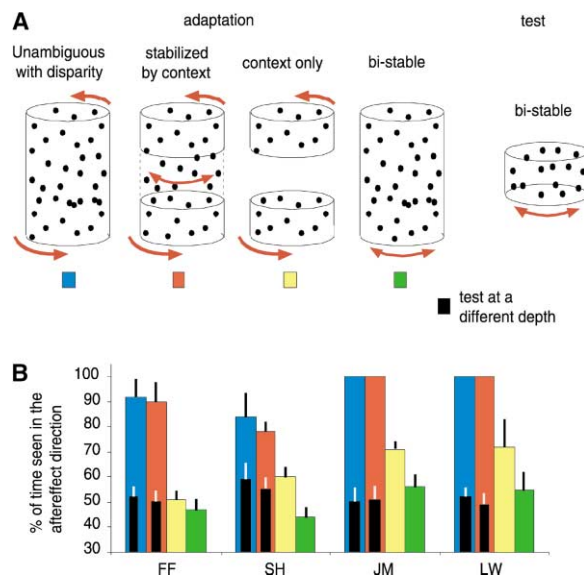 A
adaptation
test
Unambiguous
with disparity
stabilized
by context
context only
bi-stable
bi-stable
test at a
different depth
B
% of time seen in the
aftereffect direction
100
90
80
70
60
50
40
30
FF
SH
JM
LW